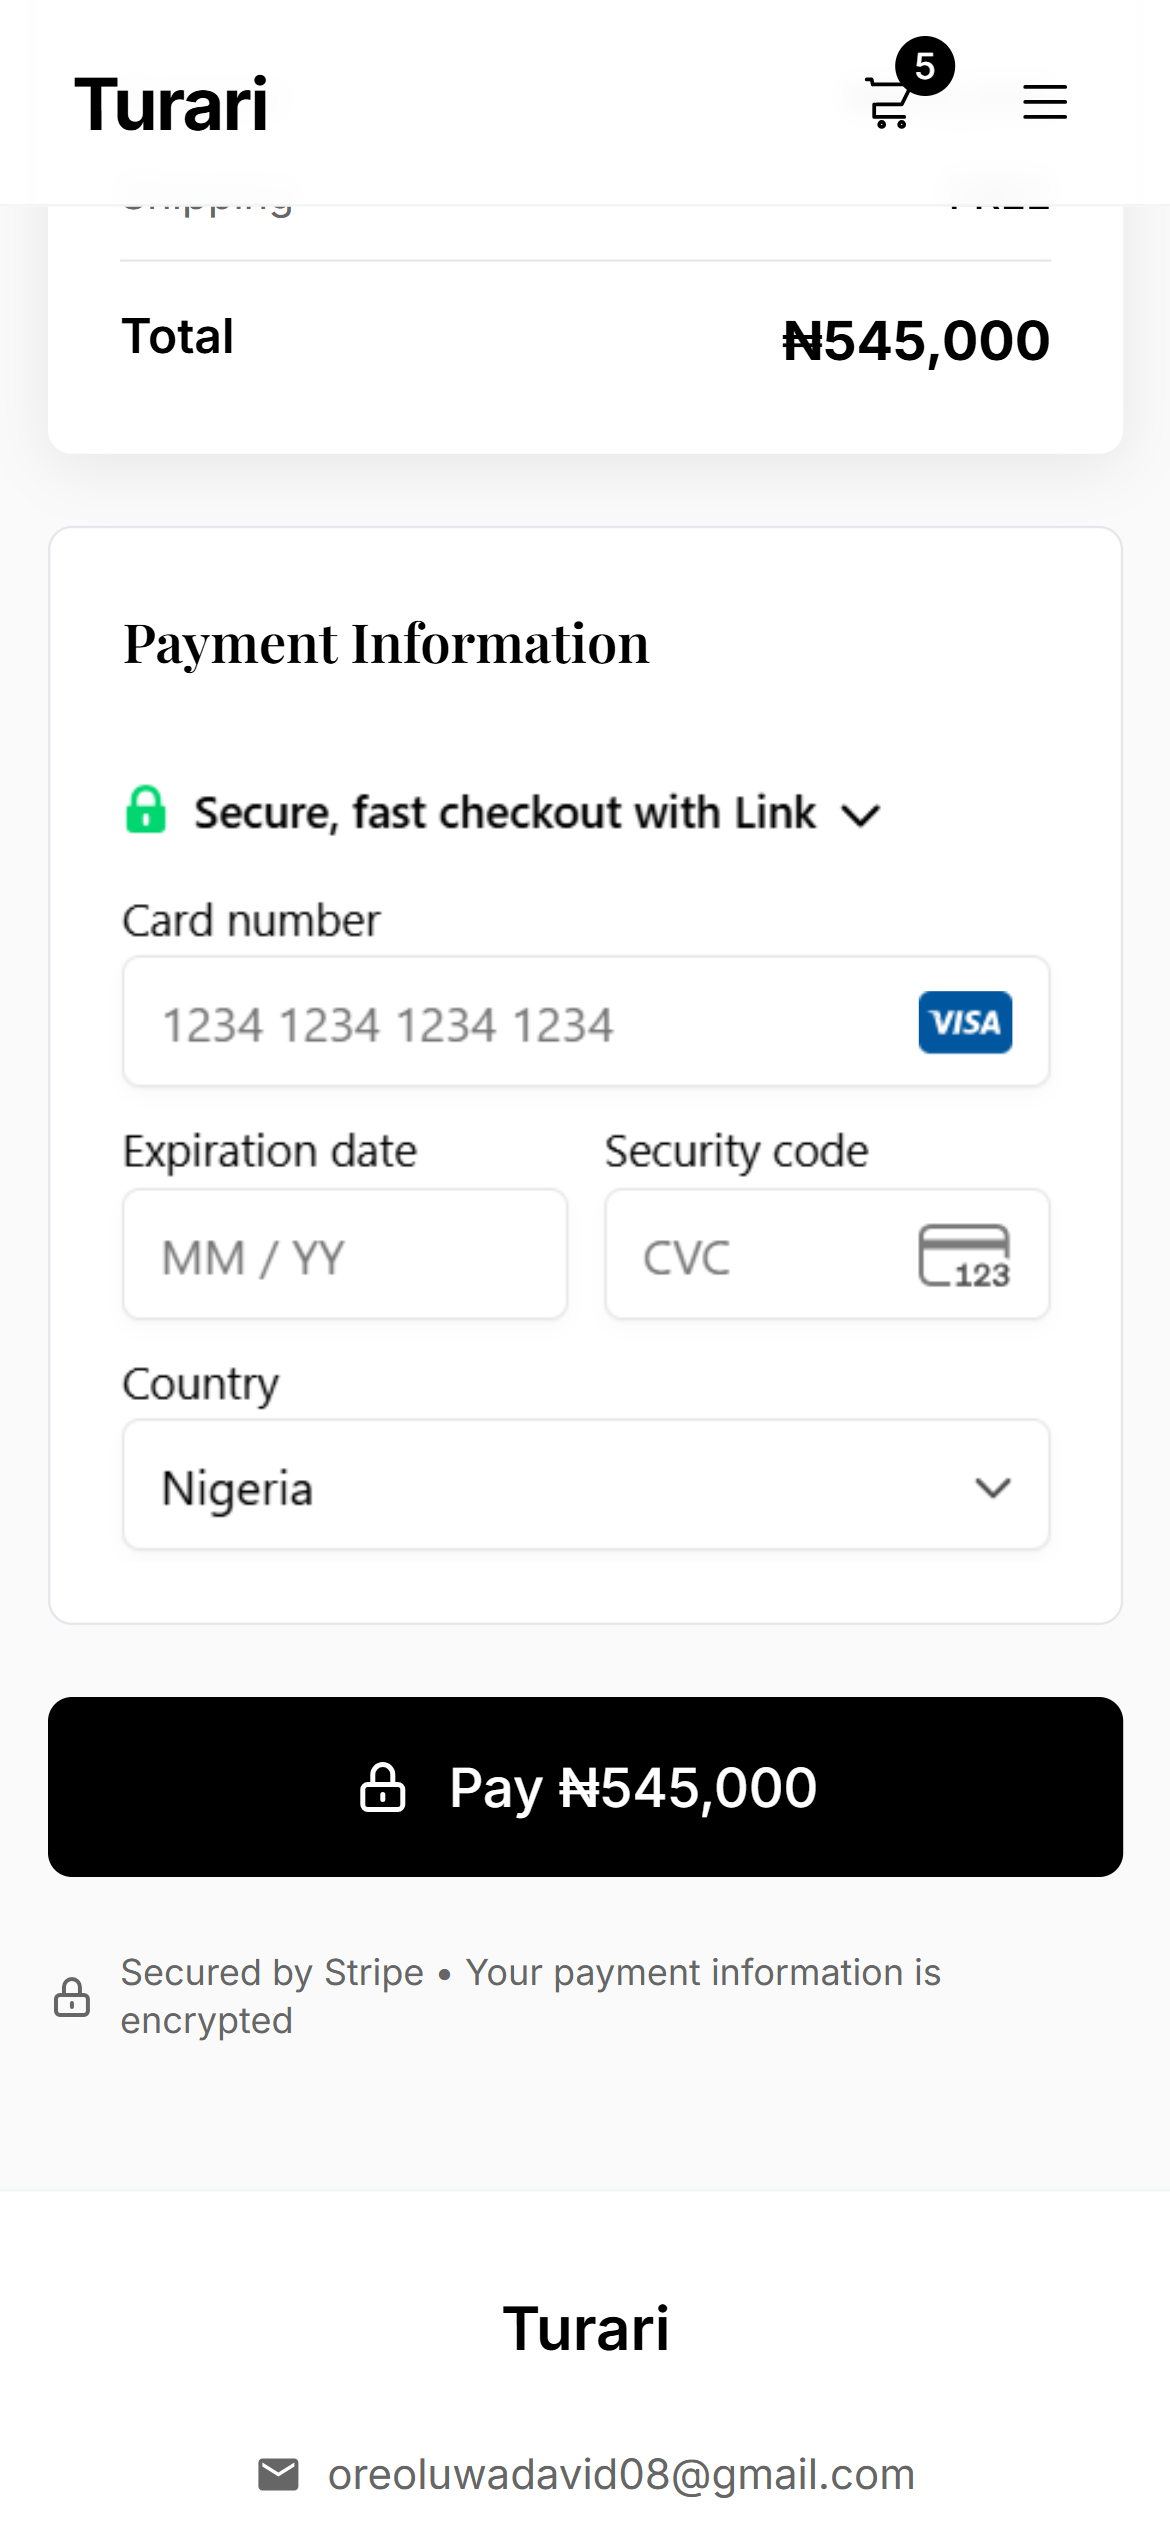 Turari
5
Shipping FREE
Total ₦545,000
Payment Information
Secure, fast checkout with Link
Card number
1234 1234 1234 1234 VISA
Expiration date Security code
MM / YY CVC 123
Country
Nigeria
Pay ₦545,000
Secured by Stripe • Your payment information is
encrypted
Turari
oreoluwadavid08@gmail.com